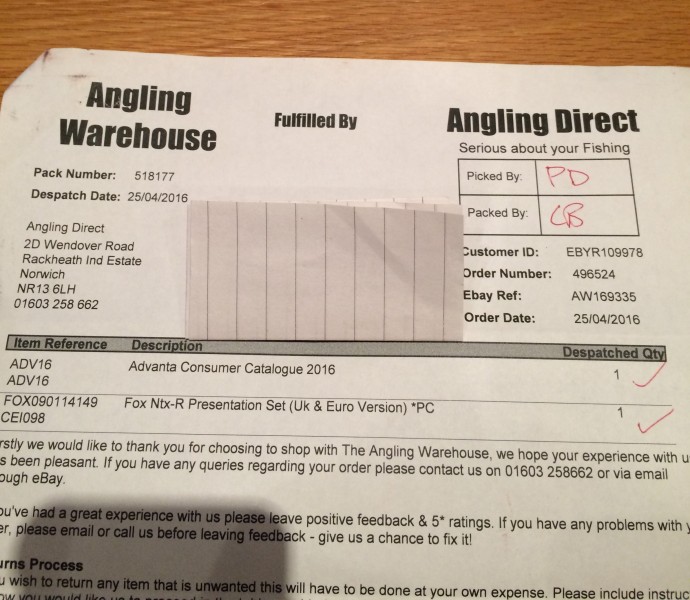 Angling
Warehouse
Fulfilled By
Angling Direct
Serious about your Fishing
Pack Number: 518177
Despatch Date: 25/04/2016
Picked By: PD
Packed By: CB
Angling Direct
2D Wendover Road
Rackheath Ind Estate
Norwich
NR13 6LH
01603 258 662
Customer ID: EBYR109978
Order Number: 496524
Ebay Ref: AW169335
Order Date: 25/04/2016
Item Reference Description Despatched Qty
ADV16 Advanta Consumer Catalogue 2016 1
ADV16
FOX090114149 Fox Ntx-R Presentation Set (Uk & Euro Version) *PC 1
CEI098
rstly we would like to thank you for choosing to shop with The Angling Warehouse, we hope your experience with u
s been pleasant. If you have any queries regarding your order please contact us on 01603 258662 or via email
ough eBay.
ou've had a great experience with us please leave positive feedback & 5* ratings. If you have any problems with y
er, please email or call us before leaving feedback - give us a chance to fix it!
urns Process
u wish to return any item that is unwanted this will have to be done at your own expense. Please include instruc
ow you would like us to